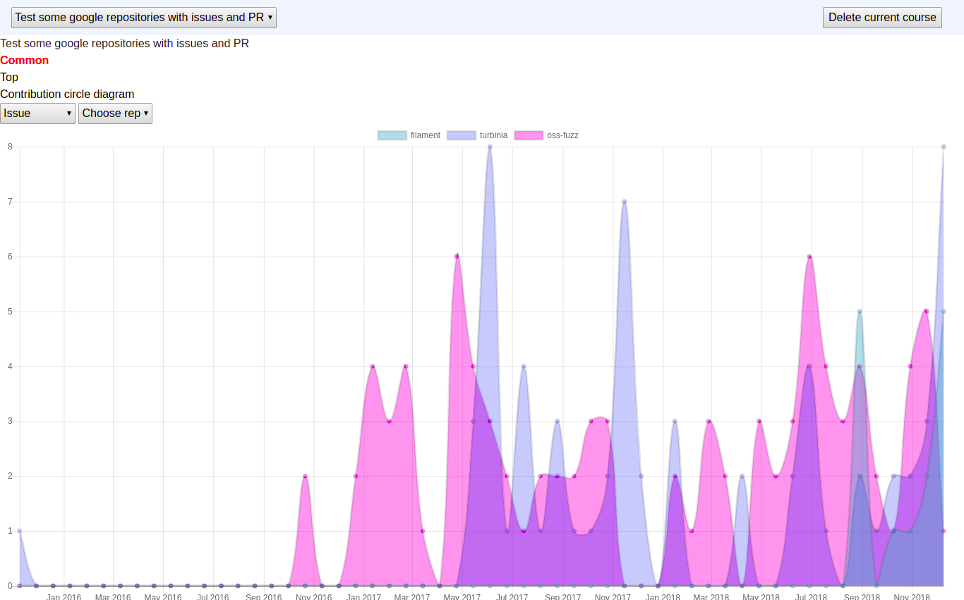 Test some google repositories with issues and PR Delete current course
Test some google repositories with issues and PR
Common
Top
Contribution circle diagram
Issue Choose rep
filament turbinia oss-fuzz
8
7
6
5
4
3
2
1
0
Jan 2016 Mar 2016 May 2016 Jul 2016 Sep 2016 Nov 2016 Jan 2017 Mar 2017 May 2017 Jul 2017 Sep 2017 Nov 2017 Jan 2018 Mar 2018 May 2018 Jul 2018 Sep 2018 Nov 2018